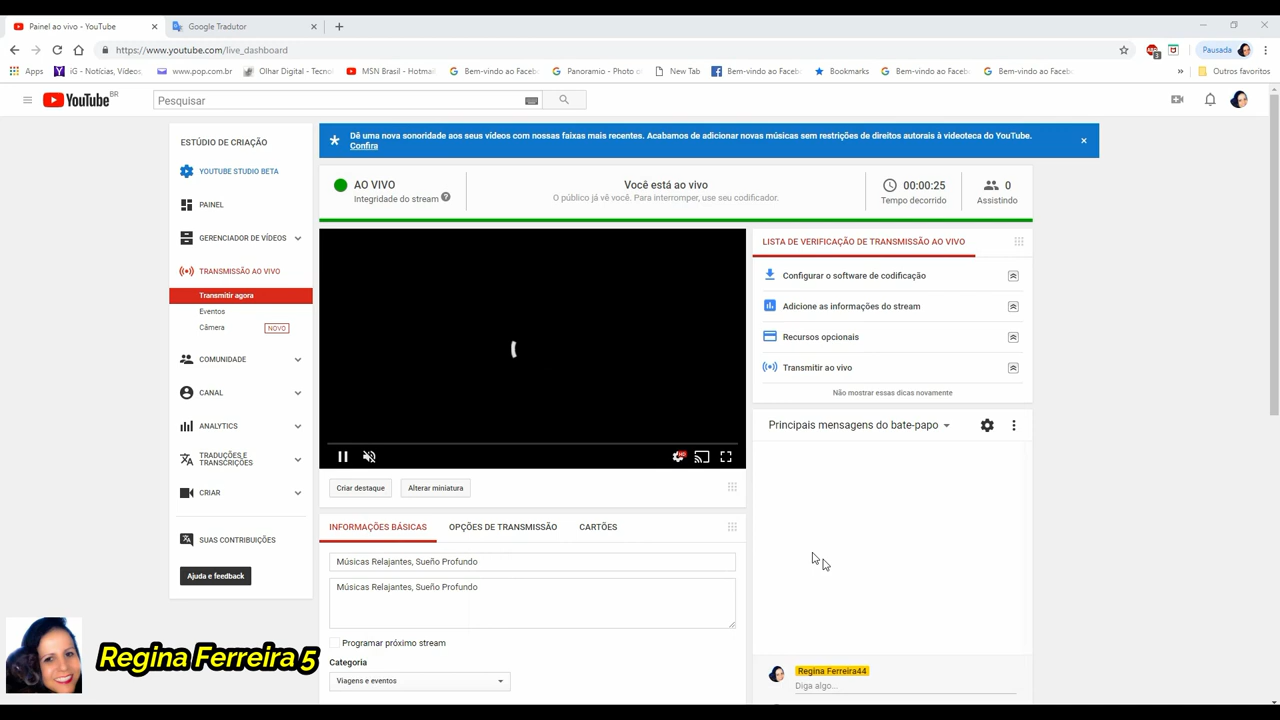 Painel ao vivo - YouTube
Google Tradutor
https://www.youtube.com/live_dashboard
Pausada
Apps
iG - Notícias, Vídeos
www.pop.com.br
Olhar Digital - Tecno
MSN Brasil - Hotmail
Bem-vindo ao Faceb
Panoramio - Photo o
New Tab
Bem-vindo ao Faceb
Bookmarks
Bem-vindo ao Faceb
Bem-vindo ao Faceb
Outros favoritos
YouTube BR
Pesquisar
ESTÚDIO DE CRIAÇÃO
YOUTUBE STUDIO BETA
PAINEL
GERENCIADOR DE VÍDEOS
TRANSMISSÃO AO VIVO
Transmitir agora
Eventos
Câmera
NOVO
COMUNIDADE
CANAL
ANALYTICS
TRADUÇÕES E
TRANSCRIÇÕES
CRIAR
SUAS CONTRIBUIÇÕES
Ajuda e feedback
Dê uma nova sonoridade aos seus vídeos com nossas faixas mais recentes. Acabamos de adicionar novas músicas sem restrições de direitos autorais à videoteca do YouTube.
Confira
AO VIVO
Integridade do stream
Você está ao vivo
O público já vê você. Para interromper, use seu codificador.
00:00:25
Tempo decorrido
0
Assistindo
HD
Criar destaque
Alterar miniatura
INFORMAÇÕES BÁSICAS
OPÇÕES DE TRANSMISSÃO
CARTÕES
Músicas Relajantes, Sueño Profundo
Músicas Relajantes, Sueño Profundo
Programar próximo stream
Categoria
Viagens e eventos
LISTA DE VERIFICAÇÃO DE TRANSMISSÃO AO VIVO
Configurar o software de codificação
Adicione as informações do stream
Recursos opcionais
Transmitir ao vivo
Não mostrar essas dicas novamente
Principais mensagens do bate-papo
Regina Ferreira44
Diga algo...
Regina Ferreira 5